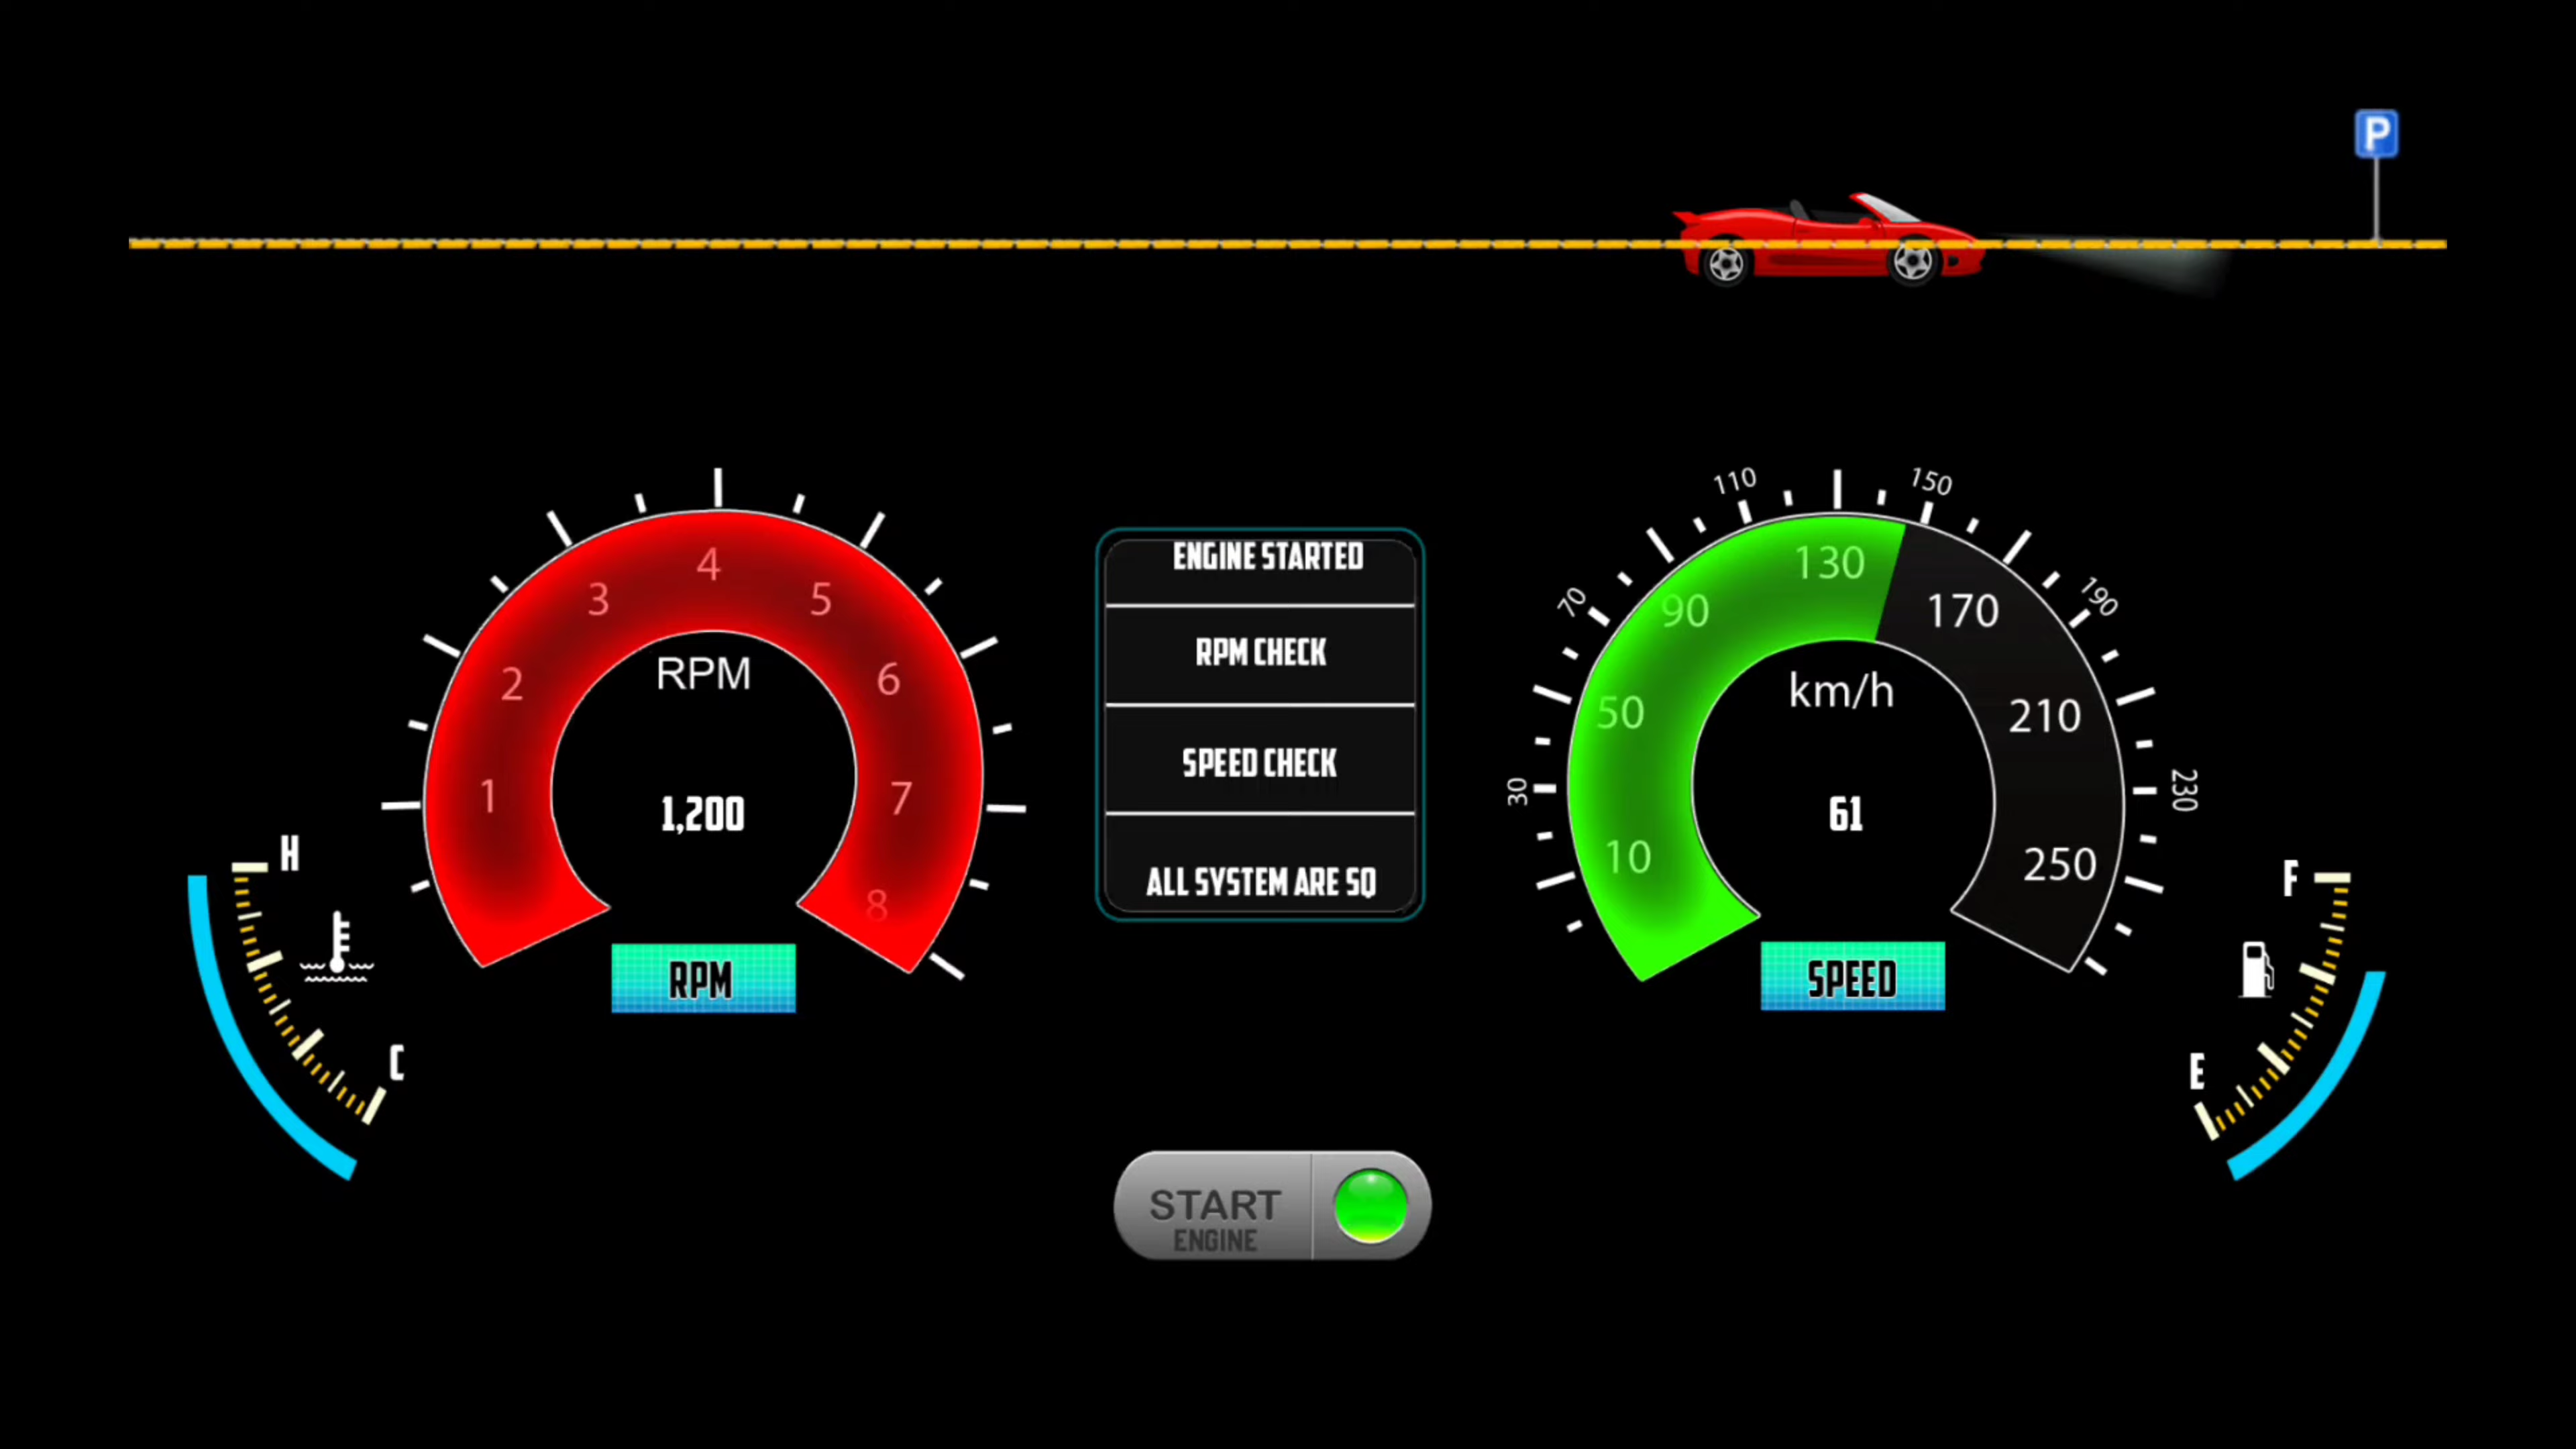 P
110
150
70
190
130
90
170
50
210
30
230
10
250
km/h
61
SPEED
4
3
5
2
6
1
7
8
RPM
1,200
RPM
ENGINE STARTED
RPM CHECK
SPEED CHECK
ALL SYSTEM ARE SQ
H
C
F
E
START
ENGINE